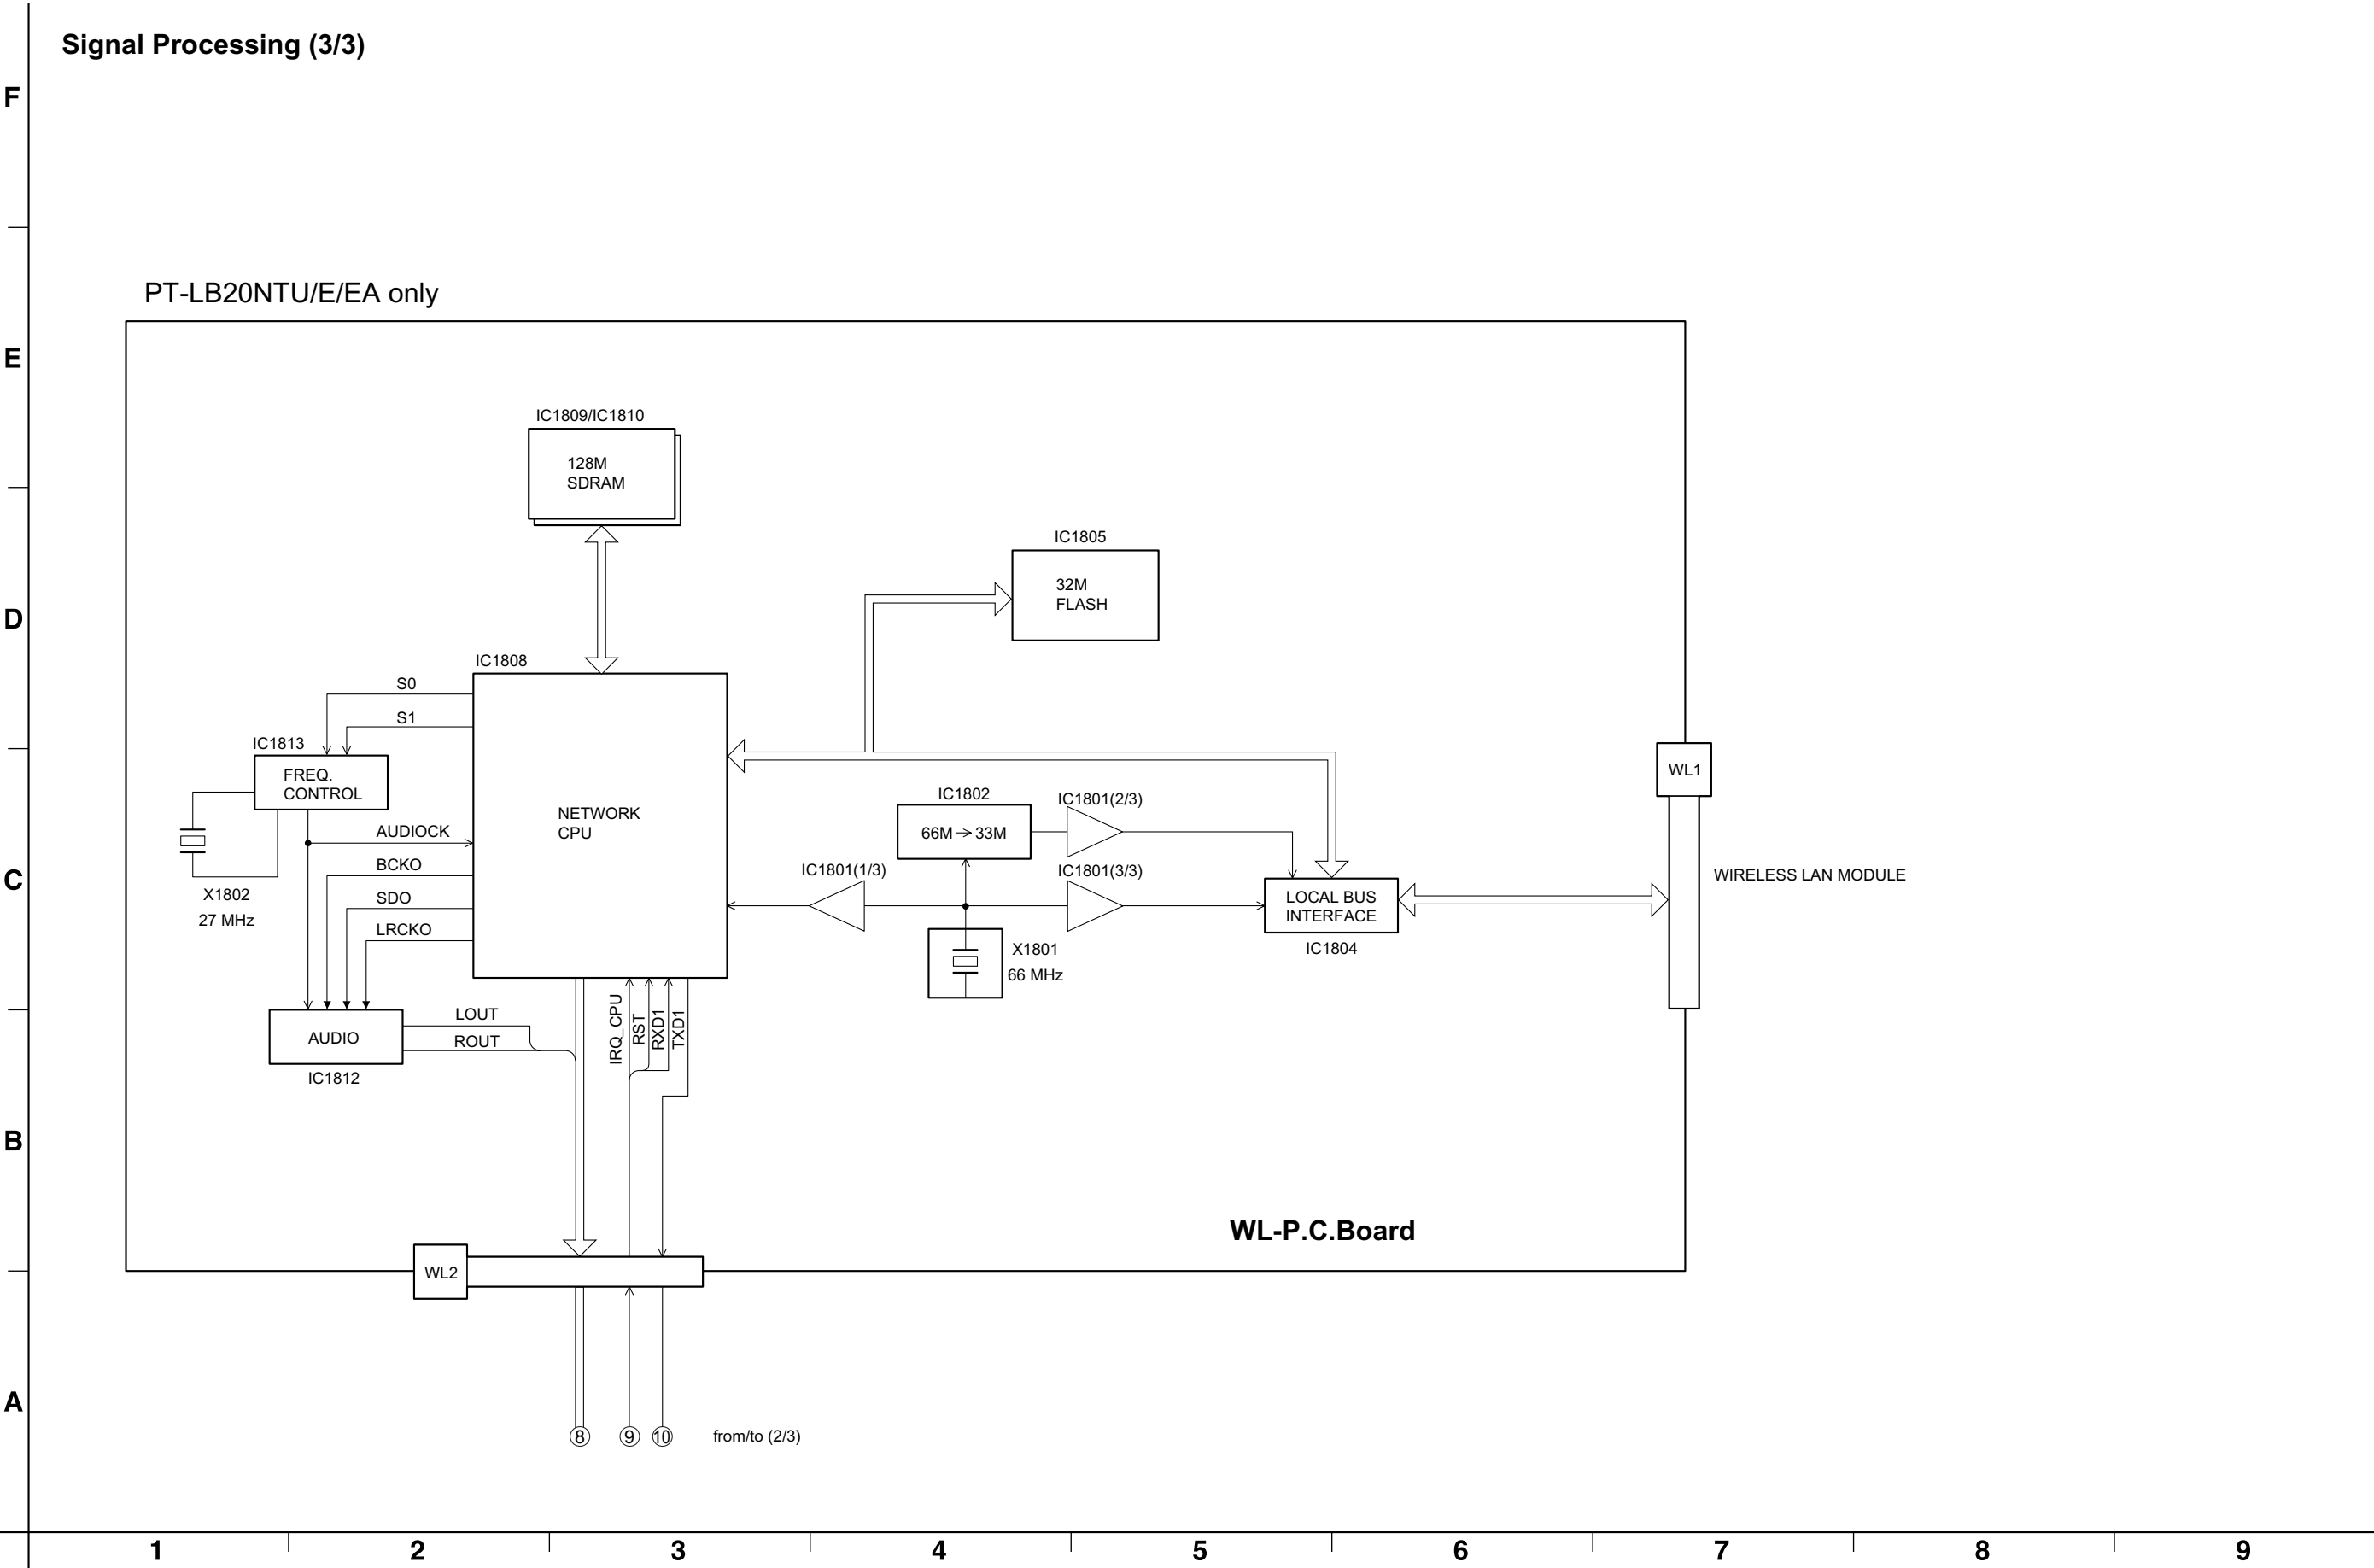 Signal Processing (3/3)
F
PT-LB20NTU/E/EA only
E
IC1809/IC1810
128M
SDRAM
IC1805
32M
FLASH
D
IC1808
S0
S1
IC1813
FREQ.
CONTROL
NETWORK
CPU
AUDIOCK
BCKO
SDO
LRCKO
X1802
27 MHz
IC1802
66M → 33M
IC1801(2/3)
IC1801(1/3)
IC1801(3/3)
X1801
66 MHz
LOCAL BUS
INTERFACE
IC1804
WL1
WIRELESS LAN MODULE
C
LOUT
ROUT
AUDIO
IC1812
IRQ_CPU
RST
RXD1
TXD1
B
WL-P.C.Board
WL2
A
⑧ ⑨ ⑩ from/to (2/3)
1 2 3 4 5 6 7 8 9